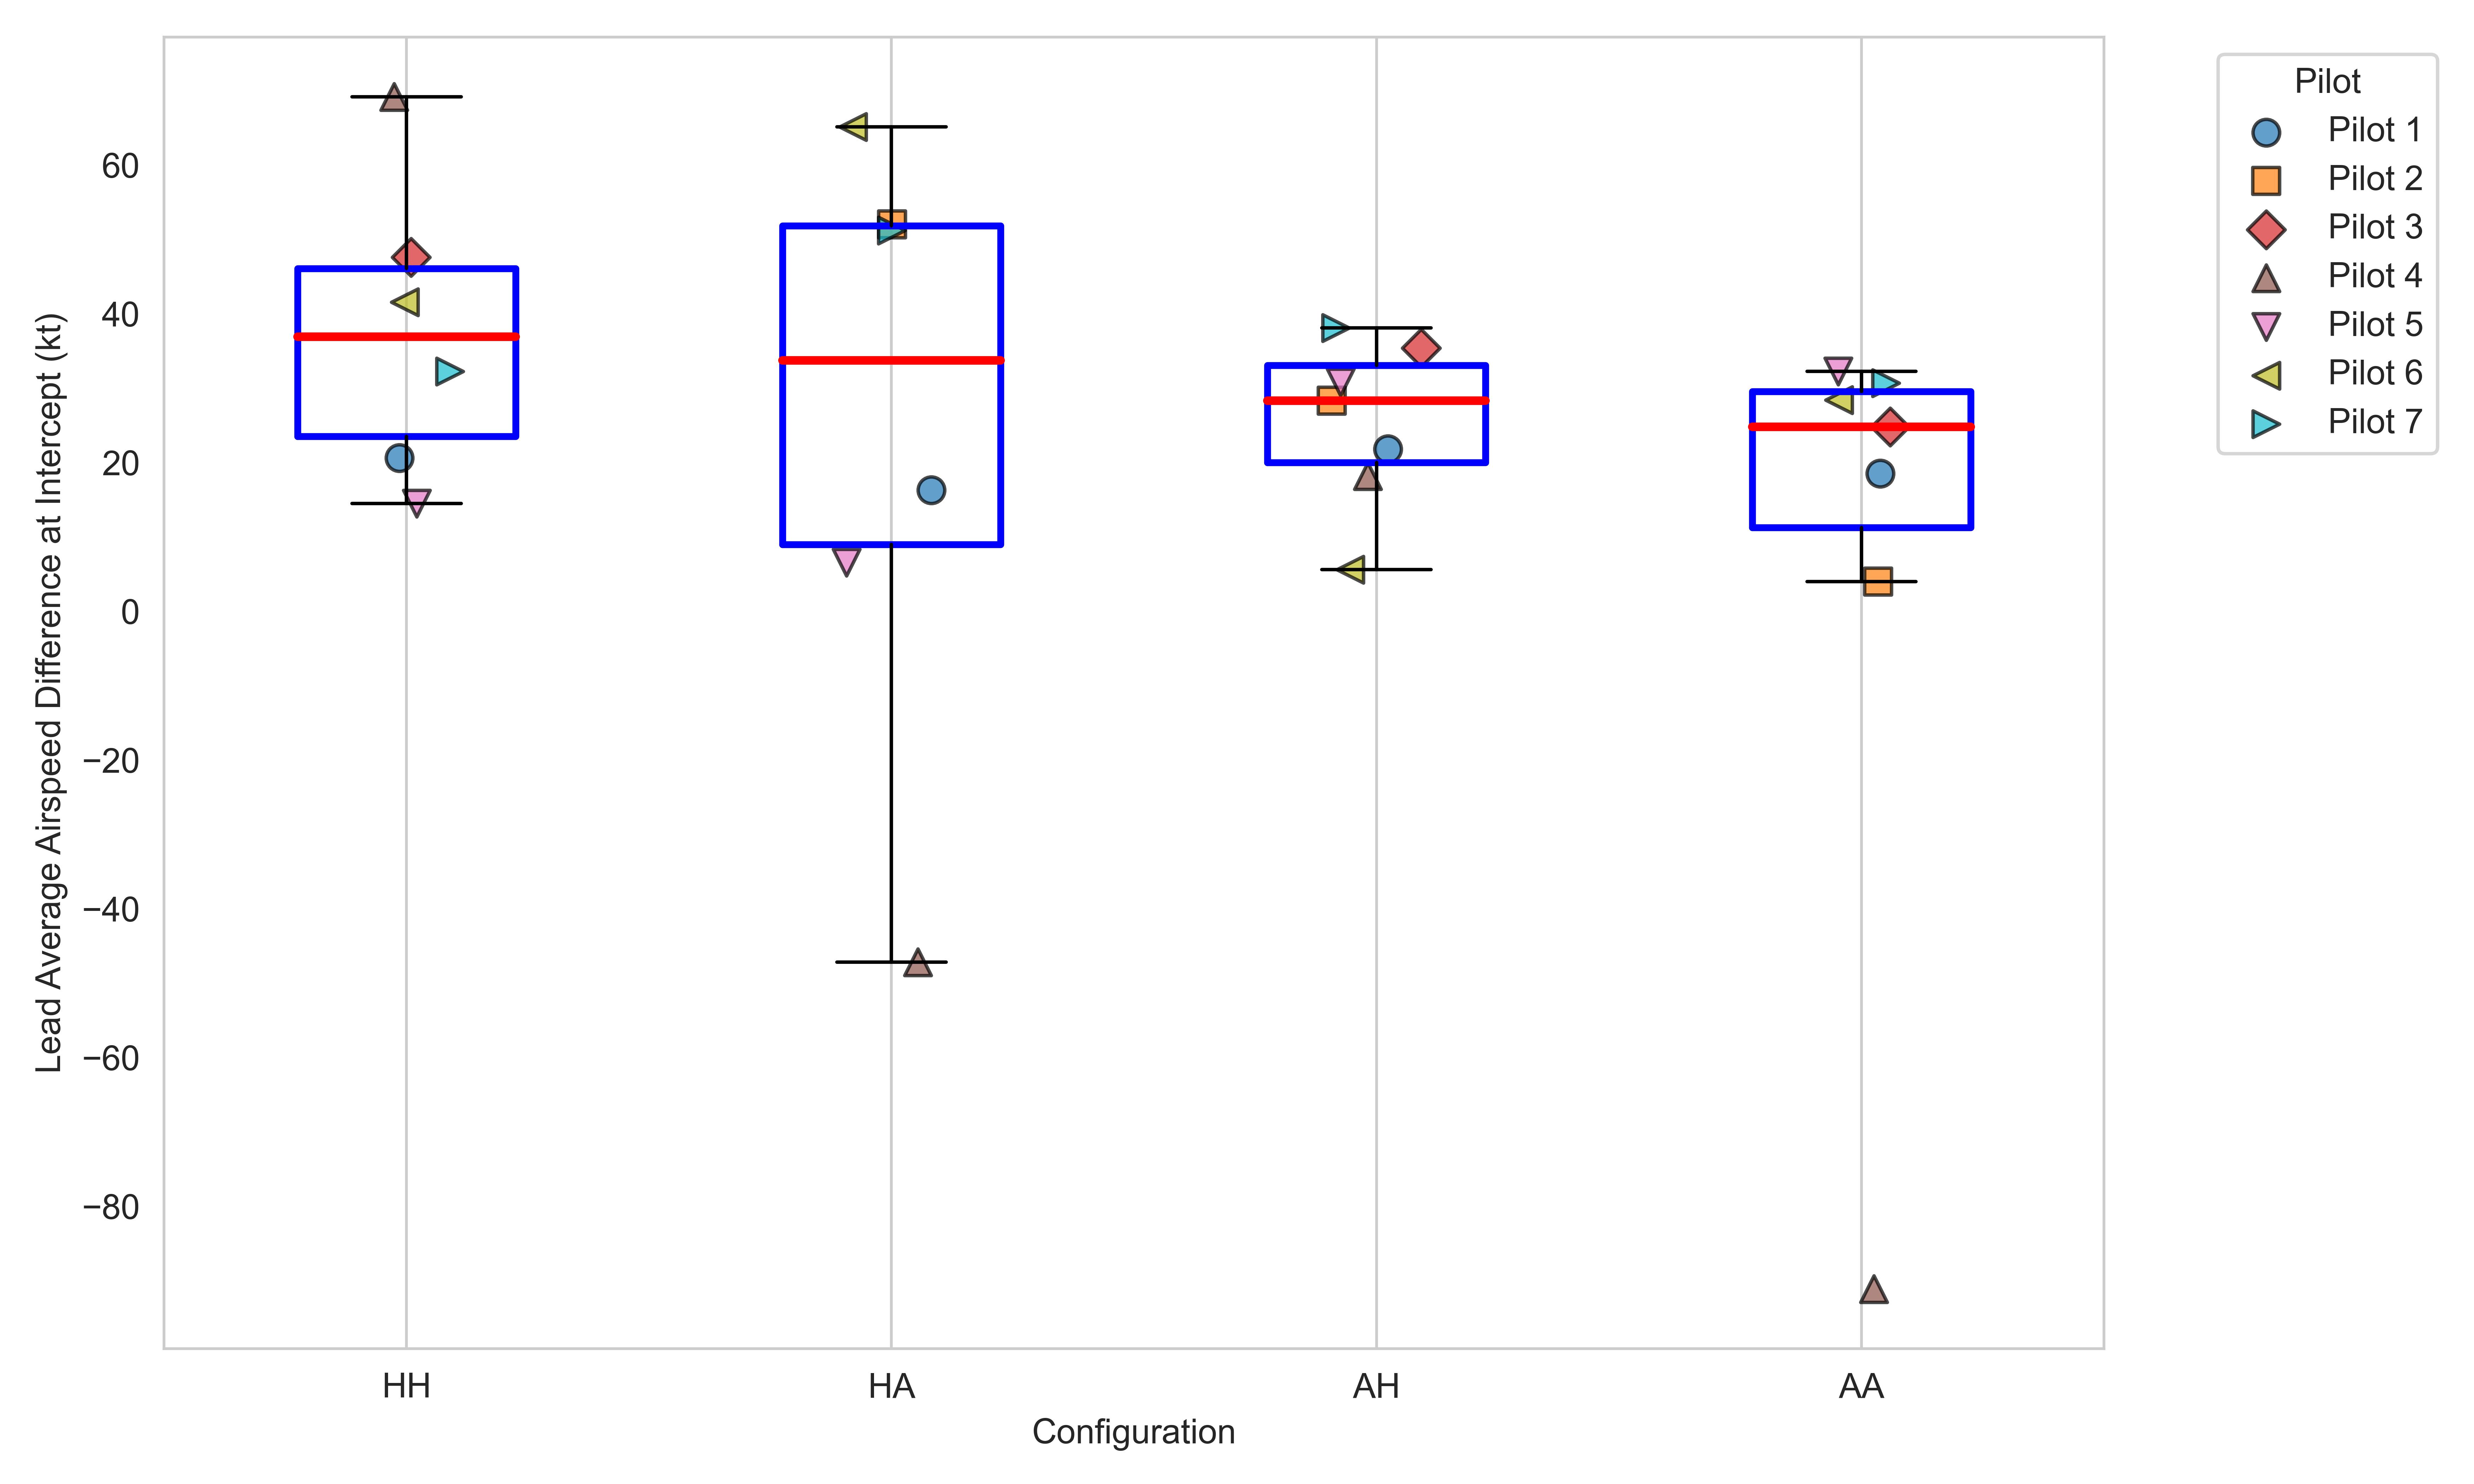 Pilot
Pilot 1
Pilot 2
Pilot 3
Pilot 4
Pilot 5
Pilot 6
Pilot 7
Lead Average Airspeed Difference at Intercept (kt)
60
40
20
0
−20
−40
−60
−80
HH HA AH AA
Configuration